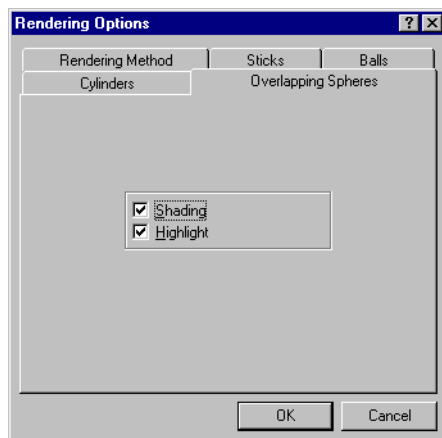 Rendering Options
Rendering Method Sticks Balls
Cylinders Overlapping Spheres
Shading
Highlight
OK Cancel